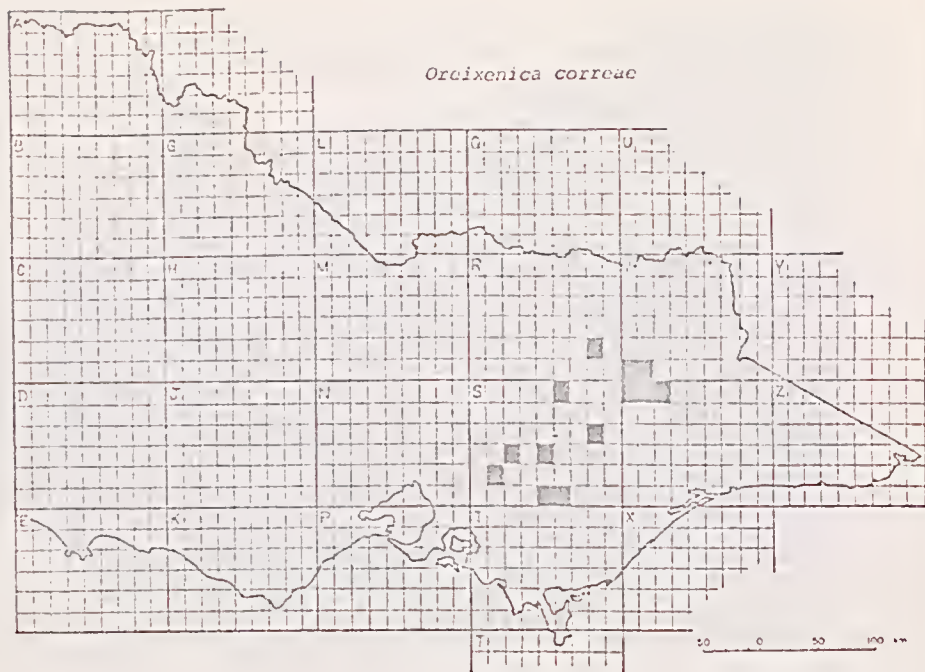 Oreixenica correae
A F
B G L Q U
C H M R Y
D J N S Z
E K P T X
T
50 0 50 100 km